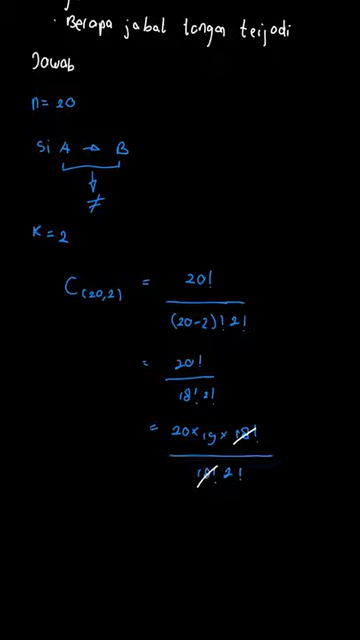 • Berapa jabat tangan terjadi
Jawab
n = 20
Si A → B
≠
K = 2
C(20,2) = 20!
(20-2)! 2!
= 20!
18! 2!
= 20 × 19 × 18!
18! 2!